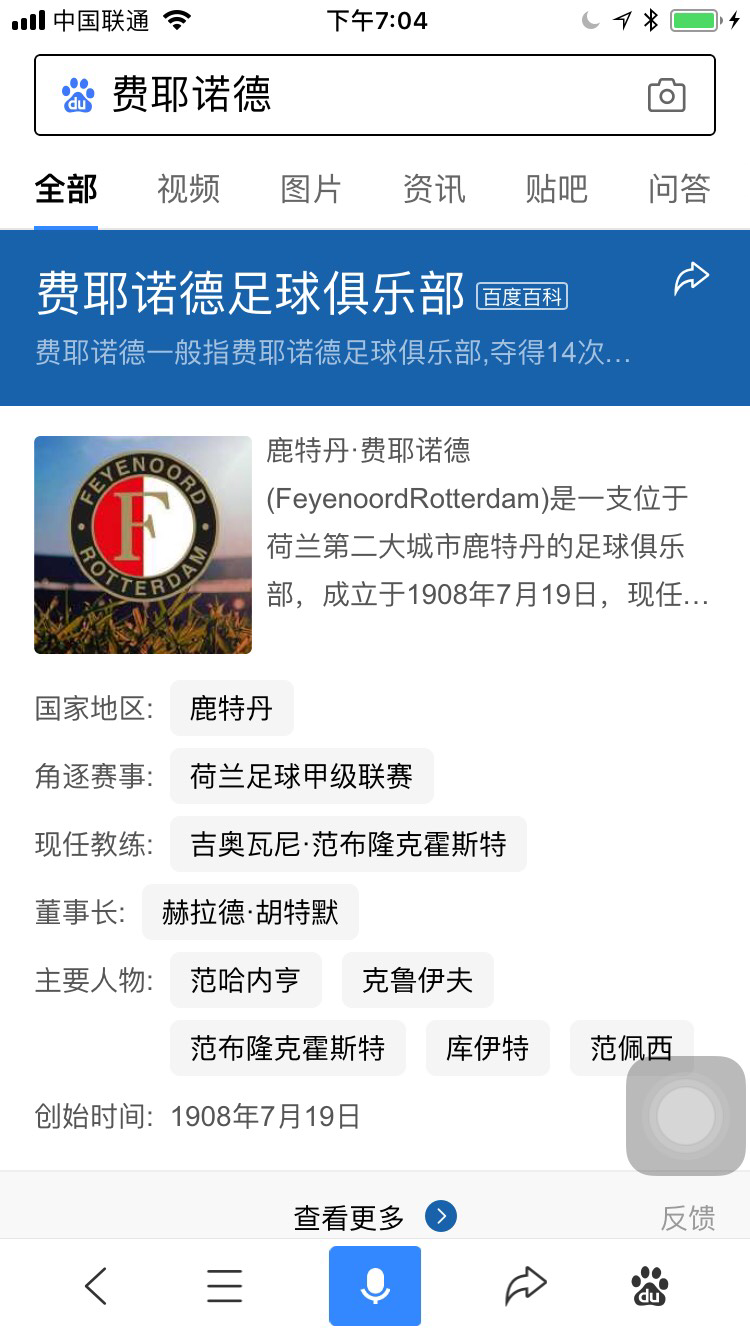 中国联通 下午7:04
du 费耶诺德
全部 视频 图片 资讯 贴吧 问答
费耶诺德足球俱乐部 百度百科
费耶诺德一般指费耶诺德足球俱乐部,夺得14次...
FEYENOORD
F
ROTTERDAM
鹿特丹·费耶诺德
(FeyenoordRotterdam)是一支位于
荷兰第二大城市鹿特丹的足球俱乐
部，成立于1908年7月19日，现任...
国家地区: 鹿特丹
角逐赛事: 荷兰足球甲级联赛
现任教练: 吉奥瓦尼·范布隆克霍斯特
董事长: 赫拉德·胡特默
主要人物: 范哈内亨 克鲁伊夫
范布隆克霍斯特 库伊特 范佩西
创始时间: 1908年7月19日
查看更多 反馈
du